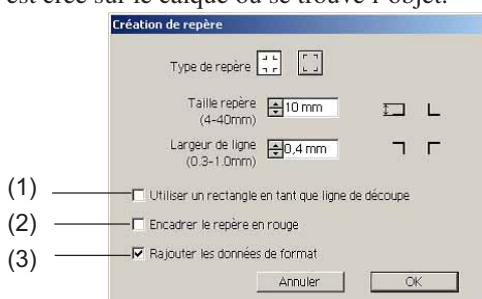 est créé sur le calque où se trouve l'objet.
Création de repère
Type de repère
Taille repère
(4-40mm)
10 mm
Largeur de ligne
(0.3-1.0mm)
0,4 mm
(1) Utiliser un rectangle en tant que ligne de découpe
(2) Encadrer le repère en rouge
(3) Rajouter les données de format
Annuler OK